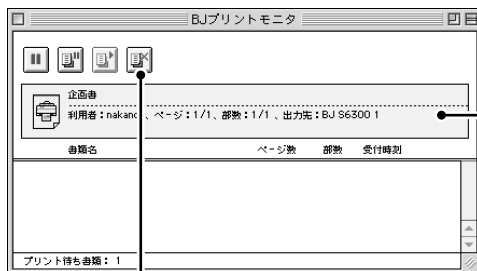 BJプリントモニタ
企画書
利用者：nakano、ページ：1/1、部数：1/1、出力先：BJ S6300 1
書類名 ページ数 部数 受付時刻
プリント待ち書類： 1